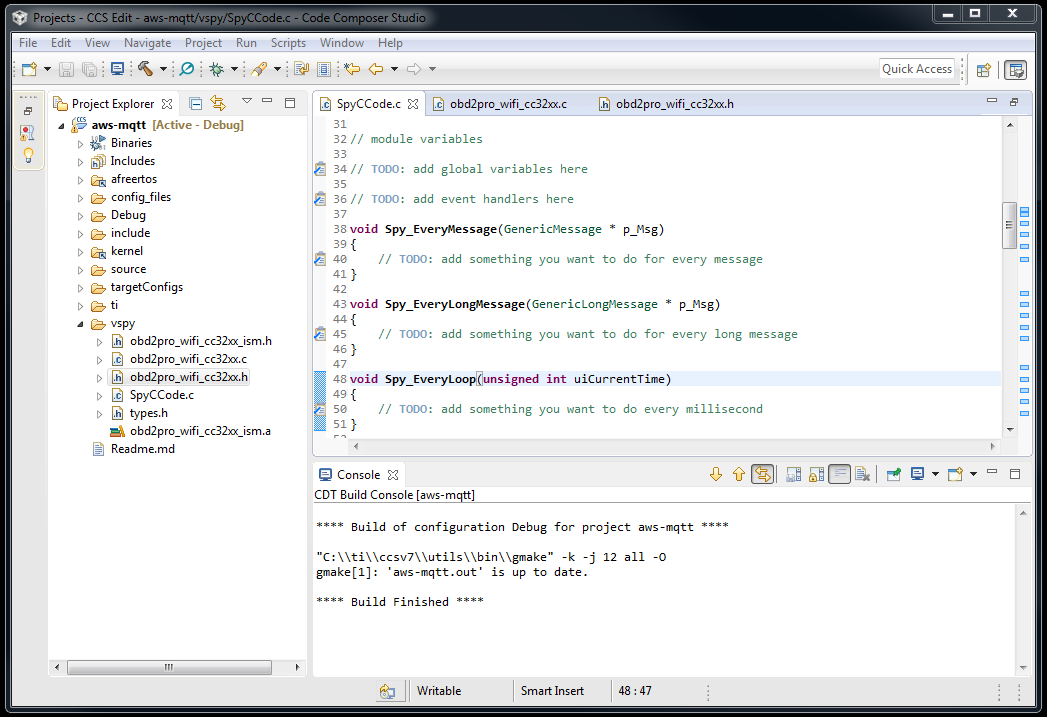 Projects - CCS Edit - aws-mqtt/vspy/SpyCCode.c - Code Composer Studio
File Edit View Navigate Project Run Scripts Window Help
Quick Access
Project Explorer
aws-mqtt [Active - Debug]
Binaries
Includes
afreertos
config_files
Debug
include
kernel
source
targetConfigs
ti
vspy
obd2pro_wifi_cc32xx_ism.h
obd2pro_wifi_cc32xx.c
obd2pro_wifi_cc32xx.h
SpyCCode.c
types.h
obd2pro_wifi_cc32xx_ism.a
Readme.md
SpyCCode.c obd2pro_wifi_cc32xx.c obd2pro_wifi_cc32xx.h
31
32 // module variables
33
34 // TODO: add global variables here
35
36 // TODO: add event handlers here
37
38 void Spy_EveryMessage(GenericMessage * p_Msg)
39 {
40 // TODO: add something you want to do for every message
41 }
42
43 void Spy_EveryLongMessage(GenericLongMessage * p_Msg)
44 {
45 // TODO: add something you want to do for every long message
46 }
47
48 void Spy_EveryLoop(unsigned int uiCurrentTime)
49 {
50 // TODO: add something you want to do every millisecond
51 }
52
Console
CDT Build Console [aws-mqtt]
**** Build of configuration Debug for project aws-mqtt ****
"C:\\ti\\ccsv7\\utils\\bin\\gmake" -k -j 12 all -O
gmake[1]: 'aws-mqtt.out' is up to date.
**** Build Finished ****
Writable Smart Insert 48 : 47